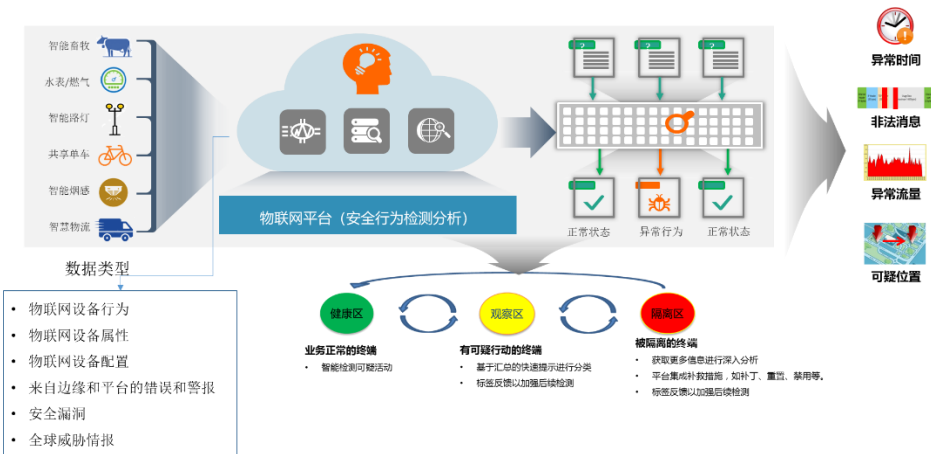 智能畜牧
水表/燃气
智能路灯
共享单车
智能烟感
智慧物流
物联网平台（安全行为检测分析）
?
?
?
正常状态
异常行为
正常状态
异常时间
非法消息
异常流量
可疑位置
数据类型
• 物联网设备行为
• 物联网设备属性
• 物联网设备配置
• 来自边缘和平台的错误和警报
• 安全漏洞
• 全球威胁情报
健康区
观察区
隔离区
业务正常的终端
• 智能检测可疑活动
有可疑行动的终端
• 基于汇总的快速提示进行分类
• 标签反馈以加强后续检测
被隔离的终端
• 获取更多信息进行深入分析
• 平台集成补救措施，如补丁、重置、禁用等。
• 标签反馈以加强后续检测